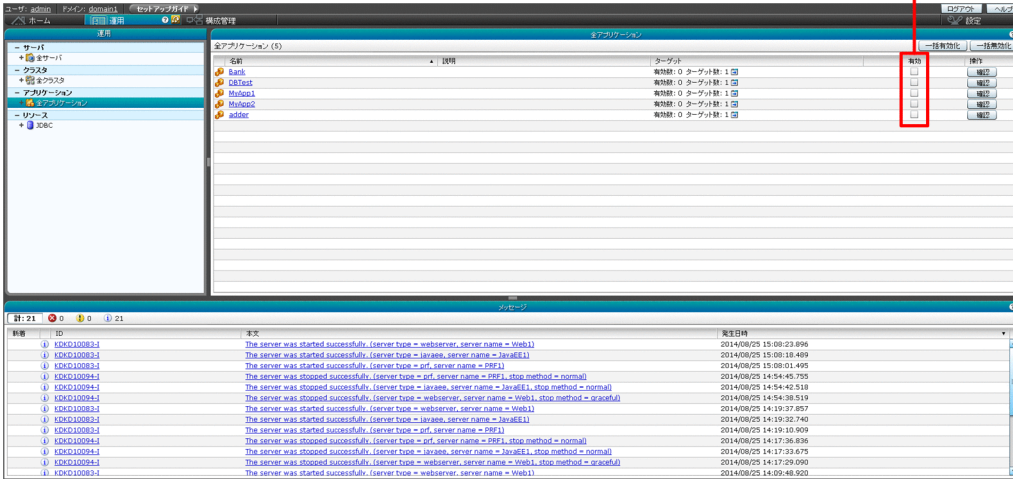 ユーザ: admin ドメイン: domain1 セットアップガイド ログアウト ヘルプ
ホーム 運用 構成管理 設定
運用
- サーバ
+ 全サーバ
- クラスタ
+ 全クラスタ
- アプリケーション
+ 全アプリケーション
- リソース
+ JDBC
全アプリケーション
全アプリケーション (5) 一括有効化 一括無効化
名前 ▲ 説明 ターゲット 有効 操作
Bank 有効数: 0 ターゲット数: 1 確認
DBTest 有効数: 0 ターゲット数: 1 確認
MyApp1 有効数: 0 ターゲット数: 1 確認
MyApp2 有効数: 0 ターゲット数: 1 確認
adder 有効数: 0 ターゲット数: 1 確認
メッセージ
計: 21 0 0 21
新着 ID 本文 発生日時 ▼
KDKD10083-I The server was started successfully. (server type = webserver, server name = Web1) 2014/08/25 15:08:23.896
KDKD10083-I The server was started successfully. (server type = javaee, server name = JavaEE1) 2014/08/25 15:08:18.489
KDKD10083-I The server was started successfully. (server type = prf, server name = PRF1) 2014/08/25 15:08:01.495
KDKD10094-I The server was stopped successfully. (server type = prf, server name = PRF1, stop method = normal) 2014/08/25 14:54:45.755
KDKD10094-I The server was stopped successfully. (server type = javaee, server name = JavaEE1, stop method = normal) 2014/08/25 14:54:42.518
KDKD10094-I The server was stopped successfully. (server type = webserver, server name = Web1, stop method = graceful) 2014/08/25 14:54:38.519
KDKD10083-I The server was started successfully. (server type = webserver, server name = Web1) 2014/08/25 14:19:37.857
KDKD10083-I The server was started successfully. (server type = javaee, server name = JavaEE1) 2014/08/25 14:19:32.740
KDKD10083-I The server was started successfully. (server type = prf, server name = PRF1) 2014/08/25 14:19:10.909
KDKD10094-I The server was stopped successfully. (server type = prf, server name = PRF1, stop method = normal) 2014/08/25 14:17:36.836
KDKD10094-I The server was stopped successfully. (server type = javaee, server name = JavaEE1, stop method = normal) 2014/08/25 14:17:33.675
KDKD10094-I The server was stopped successfully. (server type = webserver, server name = Web1, stop method = graceful) 2014/08/25 14:17:29.090
KDKD10083-I The server was started successfully. (server type = webserver, server name = Web1) 2014/08/25 14:09:48.920